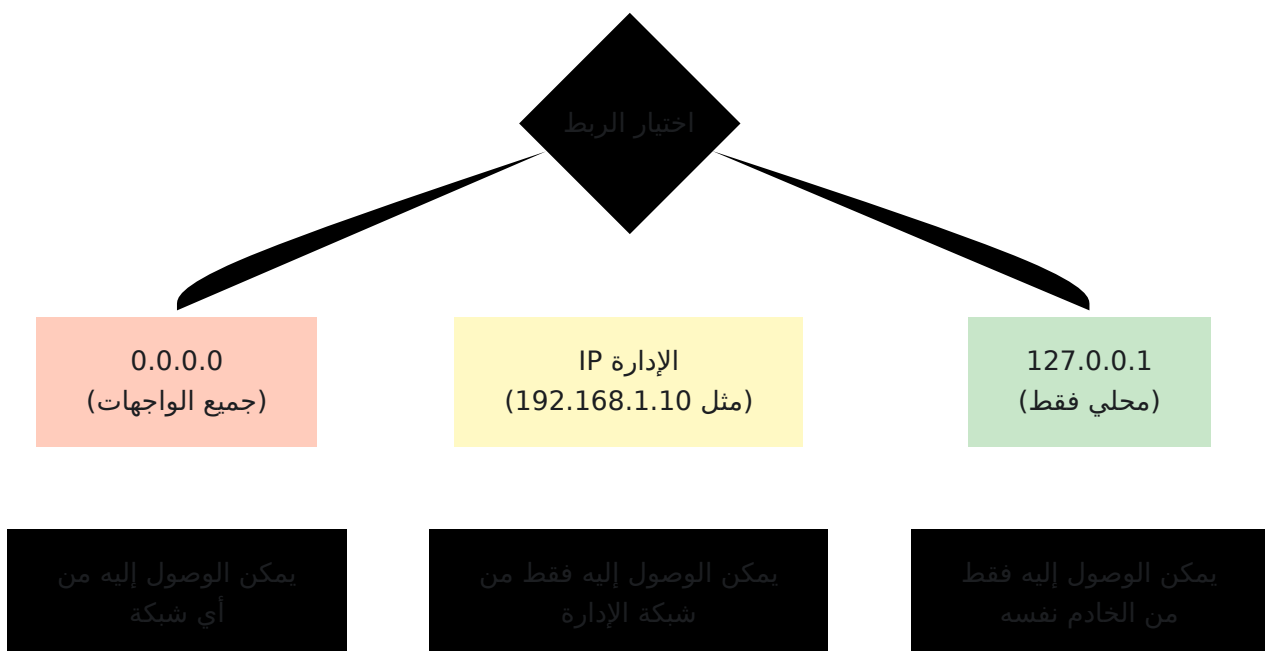 اختيار الربط
0.0.0.0
(جميع الواجهات)
الإدارة IP
(مثل 192.168.1.10)
127.0.0.1
(محلي فقط)
يمكن الوصول إليه من
أي شبكة
يمكن الوصول إليه فقط من
شبكة الإدارة
يمكن الوصول إليه فقط
من الخادم نفسه